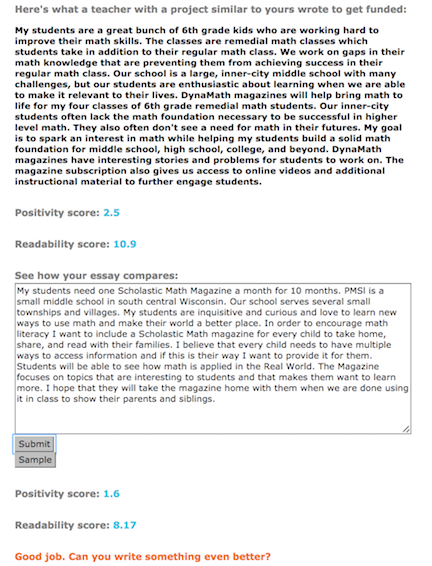 Here's what a teacher with a project similar to yours wrote to get funded:
My students are a great bunch of 6th grade kids who are working hard to
improve their math skills. The classes are remedial math classes which
students take in addition to their regular math class. We work on gaps in their
math knowledge that are preventing them from achieving success in their
regular math class. Our school is a large, inner-city middle school with many
challenges, but our students are enthusiastic about learning when we are able
to make it relevant to their lives. DynaMath magazines will help bring math to
life for my four classes of 6th grade remedial math students. Our inner-city
students often lack the math foundation necessary to be successful in higher
level math. They also often don't see a need for math in their futures. My goal
is to spark an interest in math while helping my students build a solid math
foundation for middle school, high school, college, and beyond. DynaMath
magazines have interesting stories and problems for students to work on. The
magazine subscription also gives us access to online videos and additional
instructional material to further engage students.
Positivity score: 2.5
Readability score: 10.9
See how your essay compares:
My students need one Scholastic Math Magazine a month for 10 months. PMSI is a
small middle school in south central Wisconsin. Our school serves several small
townships and villages. My students are inquisitive and curious and love to learn new
ways to use math and make their world a better place. In order to encourage math
literacy I want to include a Scholastic Math magazine for every child to take home,
share, and read with their families. I believe that every child needs to have multiple
ways to access information and if this is their way I want to provide it for them.
Students will be able to see how math is applied in the Real World. The Magazine
focuses on topics that are interesting to students and that makes them want to learn
more. I hope that they will take the magazine home with them when we are done using
it in class to show their parents and siblings.
Submit
Sample
Positivity score: 1.6
Readability score: 8.17
Good job. Can you write something even better?